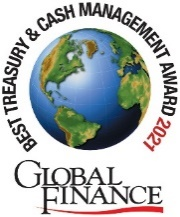 BEST TREASURY & CASH MANAGEMENT AWARD 2021
GLOBAL
FINANCE